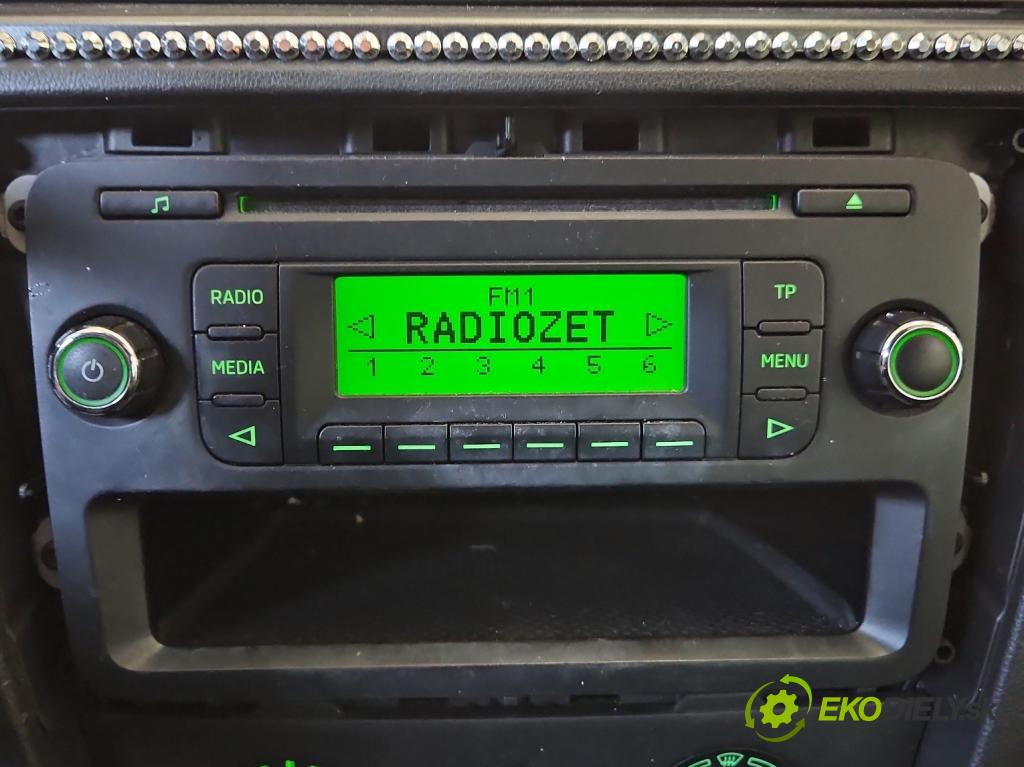 RADIO
MEDIA
FM1
RADIOZET
1 2 3 4 5 6
TP
MENU
EKODIELY.SK